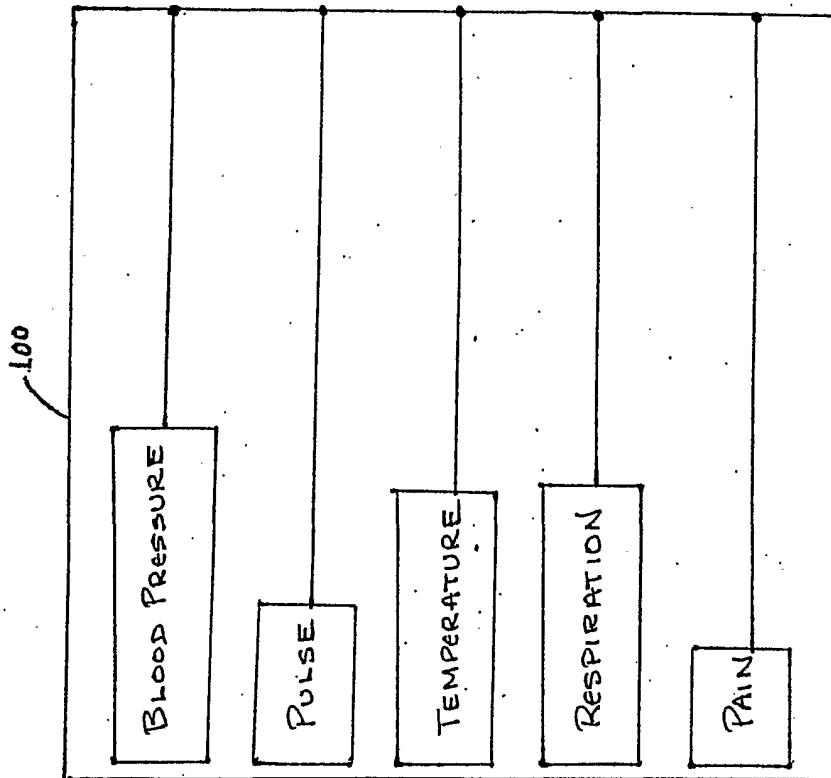 100
BLOOD PRESSURE
PULSE
TEMPERATURE
RESPIRATION
PAIN